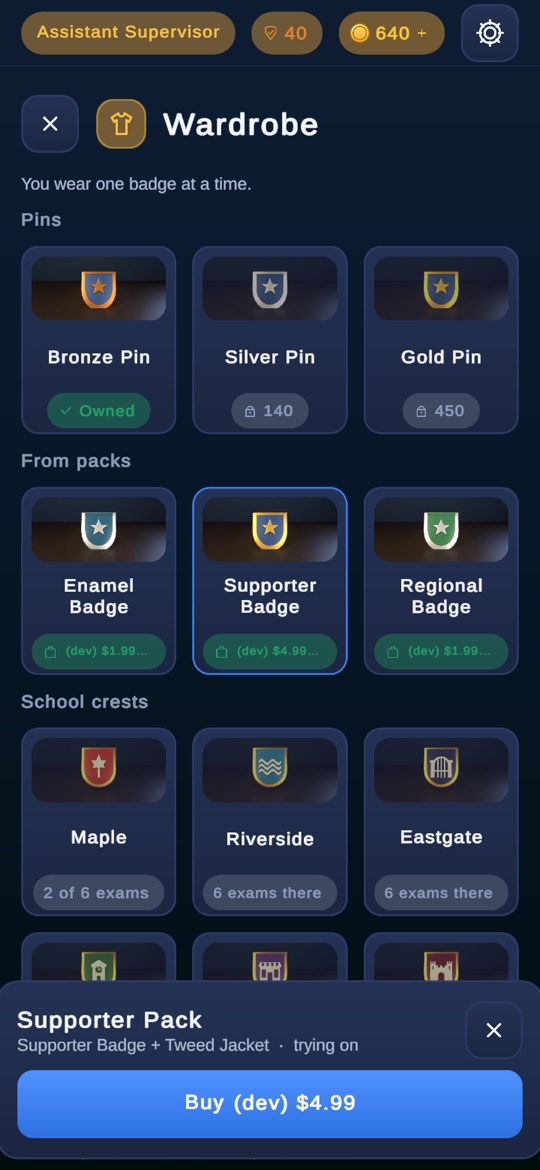 Assistant Supervisor
40
640 +
Wardrobe
You wear one badge at a time.
Pins
Bronze Pin
Silver Pin
Gold Pin
Owned
140
450
From packs
Enamel
Badge
Supporter
Badge
Regional
Badge
(dev) $1.99...
(dev) $4.99...
(dev) $1.99...
School crests
Maple
Riverside
Eastgate
2 of 6 exams
6 exams there
6 exams there
Supporter Pack
Supporter Badge + Tweed Jacket · trying on
Buy (dev) $4.99